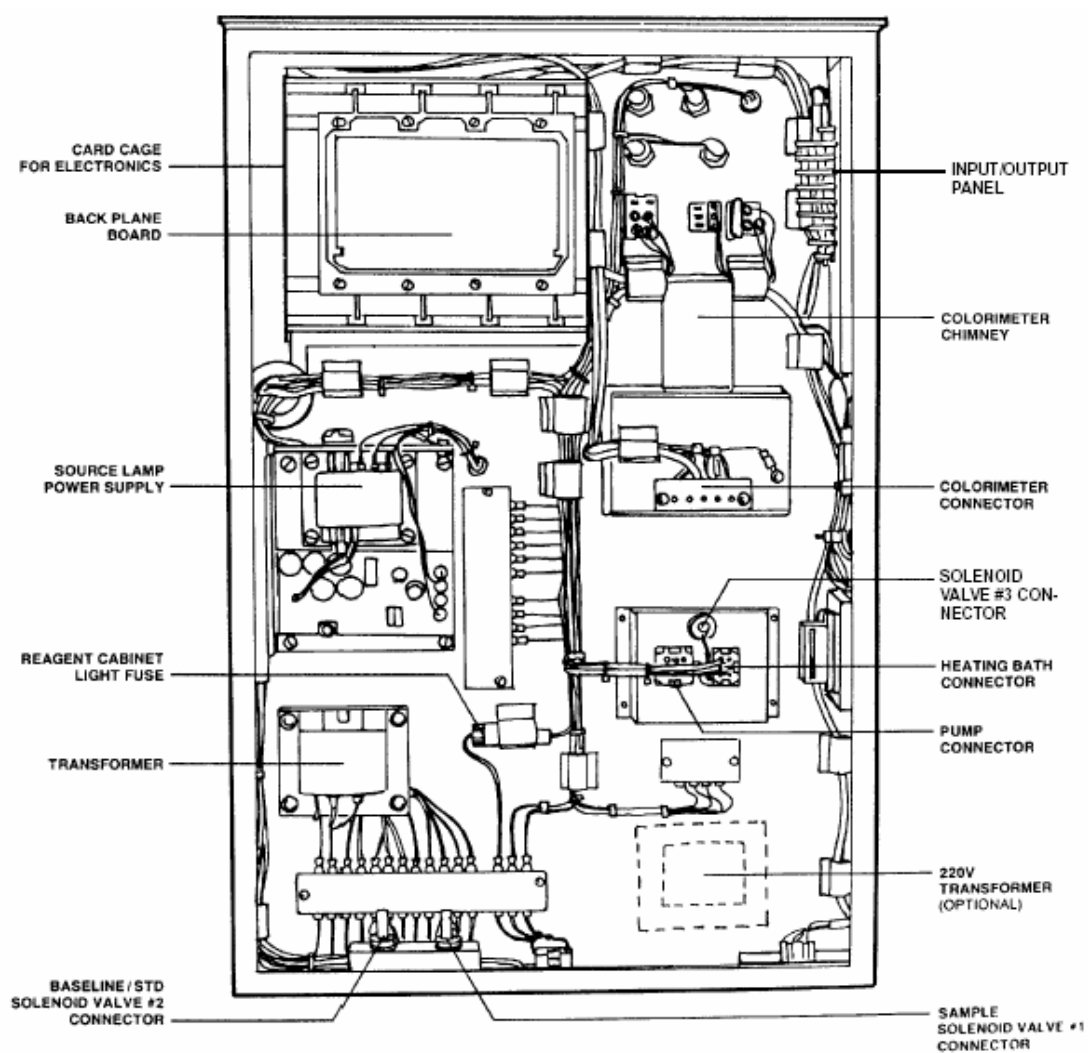 CARD CAGE
FOR ELECTRONICS
BACK PLANE
BOARD
SOURCE LAMP
POWER SUPPLY
REAGENT CABINET
LIGHT FUSE
TRANSFORMER
BASELINE/STD
SOLENOID VALVE #2
CONNECTOR
INPUT/OUTPUT
PANEL
COLORIMETER
CHIMNEY
COLORIMETER
CONNECTOR
SOLENOID
VALVE #3 CON-
NECTOR
HEATING BATH
CONNECTOR
PUMP
CONNECTOR
220V
TRANSFORMER
(OPTIONAL)
SAMPLE
SOLENOID VALVE #1
CONNECTOR